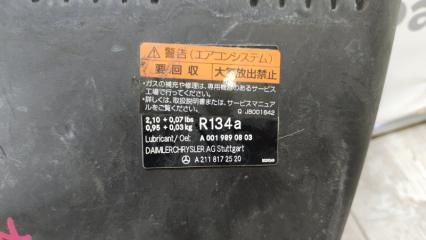 警告(エアコンシステム)
要回収 大気放出禁止
・ガスの補充や修理は、専用機器のあるサービス
工場で行ってください。
・詳しくは、取扱説明書または、サービスマニュア
ルをご覧ください。 Q JB001642
2,10 + 0,07 lbs
0,95 + 0,03 kg R134a
Lubricant/ Oel: A 001 989 08 03
DAIMLERCHRYSLER AG Stuttgart
A 211 817 25 20